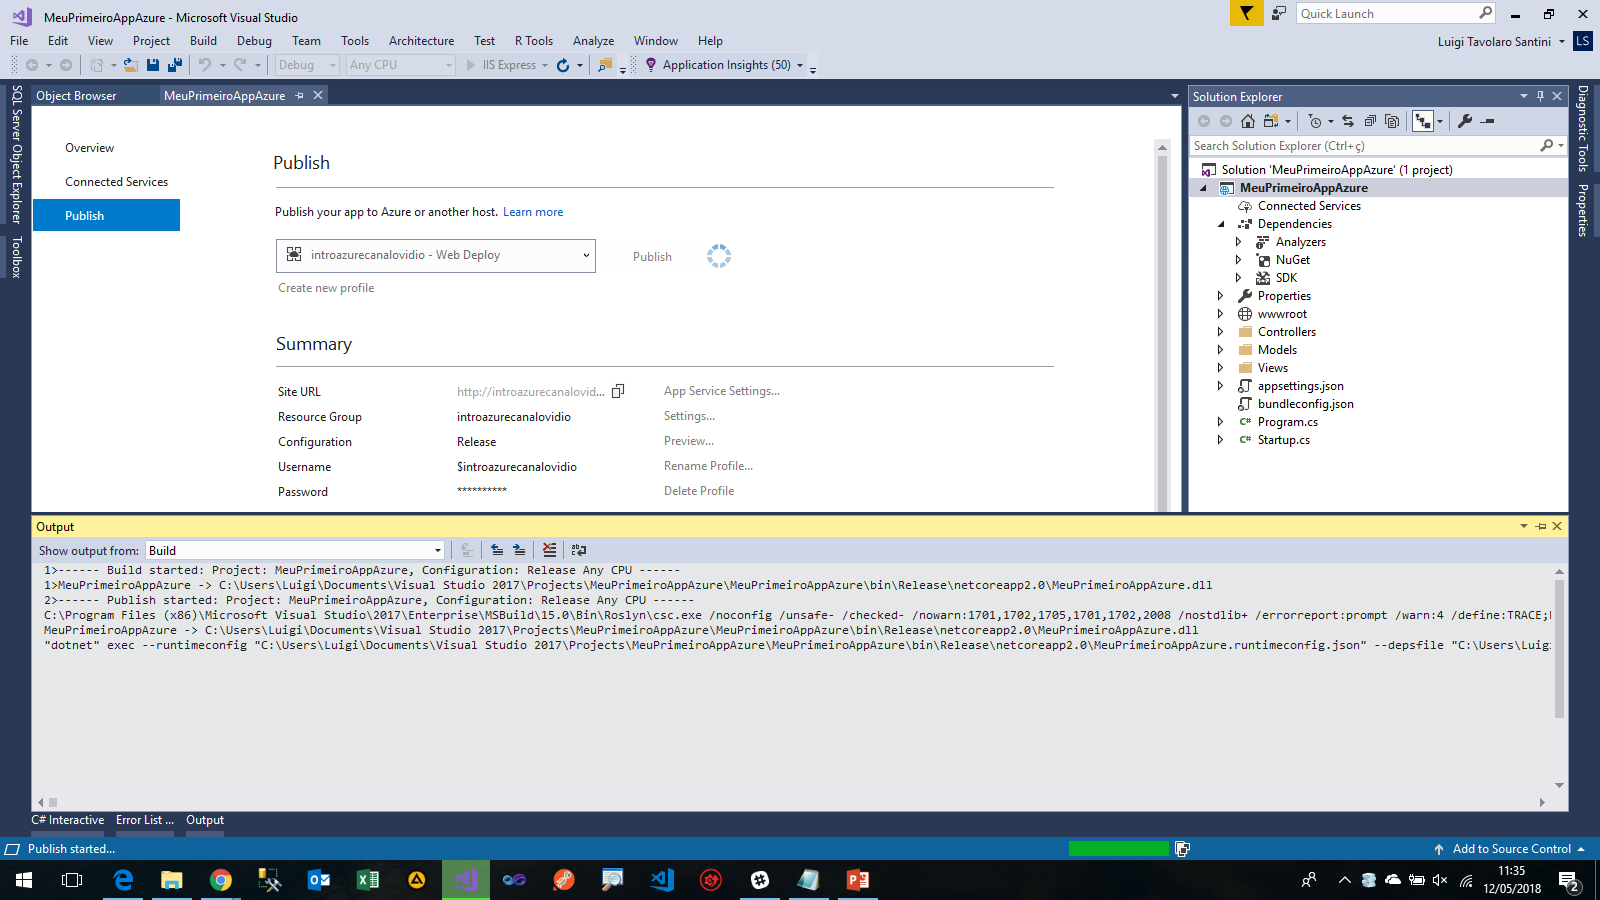 MeuPrimeiroAppAzure - Microsoft Visual Studio
Quick Launch
File Edit View Project Build Debug Team Tools Architecture Test R Tools Analyze Window Help
Luigi Tavolaro Santini LS
Debug Any CPU IIS Express Application Insights (50)
SQL Server Object Explorer
Toolbox
Object Browser MeuPrimeiroAppAzure
Overview
Connected Services
Publish
Publish
Publish your app to Azure or another host. Learn more
introazurecanalovidio - Web Deploy Publish
Create new profile
Summary
Site URL http://introazurecanalovid... App Service Settings...
Resource Group introazurecanalovidio Settings...
Configuration Release Preview...
Username $introazurecanalovidio Rename Profile...
Password ********** Delete Profile
Solution Explorer
Search Solution Explorer (Ctrl+ç)
Solution 'MeuPrimeiroAppAzure' (1 project)
MeuPrimeiroAppAzure
Connected Services
Dependencies
Analyzers
NuGet
SDK
Properties
wwwroot
Controllers
Models
Views
appsettings.json
bundleconfig.json
C# Program.cs
C# Startup.cs
Diagnostic Tools
Properties
Output
Show output from: Build
1>------ Build started: Project: MeuPrimeiroAppAzure, Configuration: Release Any CPU ------
1>MeuPrimeiroAppAzure -> C:\Users\Luigi\Documents\Visual Studio 2017\Projects\MeuPrimeiroAppAzure\MeuPrimeiroAppAzure\bin\Release\netcoreapp2.0\MeuPrimeiroAppAzure.dll
2>------ Publish started: Project: MeuPrimeiroAppAzure, Configuration: Release Any CPU ------
C:\Program Files (x86)\Microsoft Visual Studio\2017\Enterprise\MSBuild\15.0\Bin\Roslyn\csc.exe /noconfig /unsafe- /checked- /nowarn:1701,1702,1705,1701,1702,2008 /nostdlib+ /errorreport:prompt /warn:4 /define:TRACE;
MeuPrimeiroAppAzure -> C:\Users\Luigi\Documents\Visual Studio 2017\Projects\MeuPrimeiroAppAzure\MeuPrimeiroAppAzure\bin\Release\netcoreapp2.0\MeuPrimeiroAppAzure.dll
"dotnet" exec --runtimeconfig "C:\Users\Luigi\Documents\Visual Studio 2017\Projects\MeuPrimeiroAppAzure\MeuPrimeiroAppAzure\bin\Release\netcoreapp2.0\MeuPrimeiroAppAzure.runtimeconfig.json" --depsfile "C:\Users\Luig
C# Interactive Error List ... Output
Publish started... Add to Source Control
11:35
12/05/2018
2